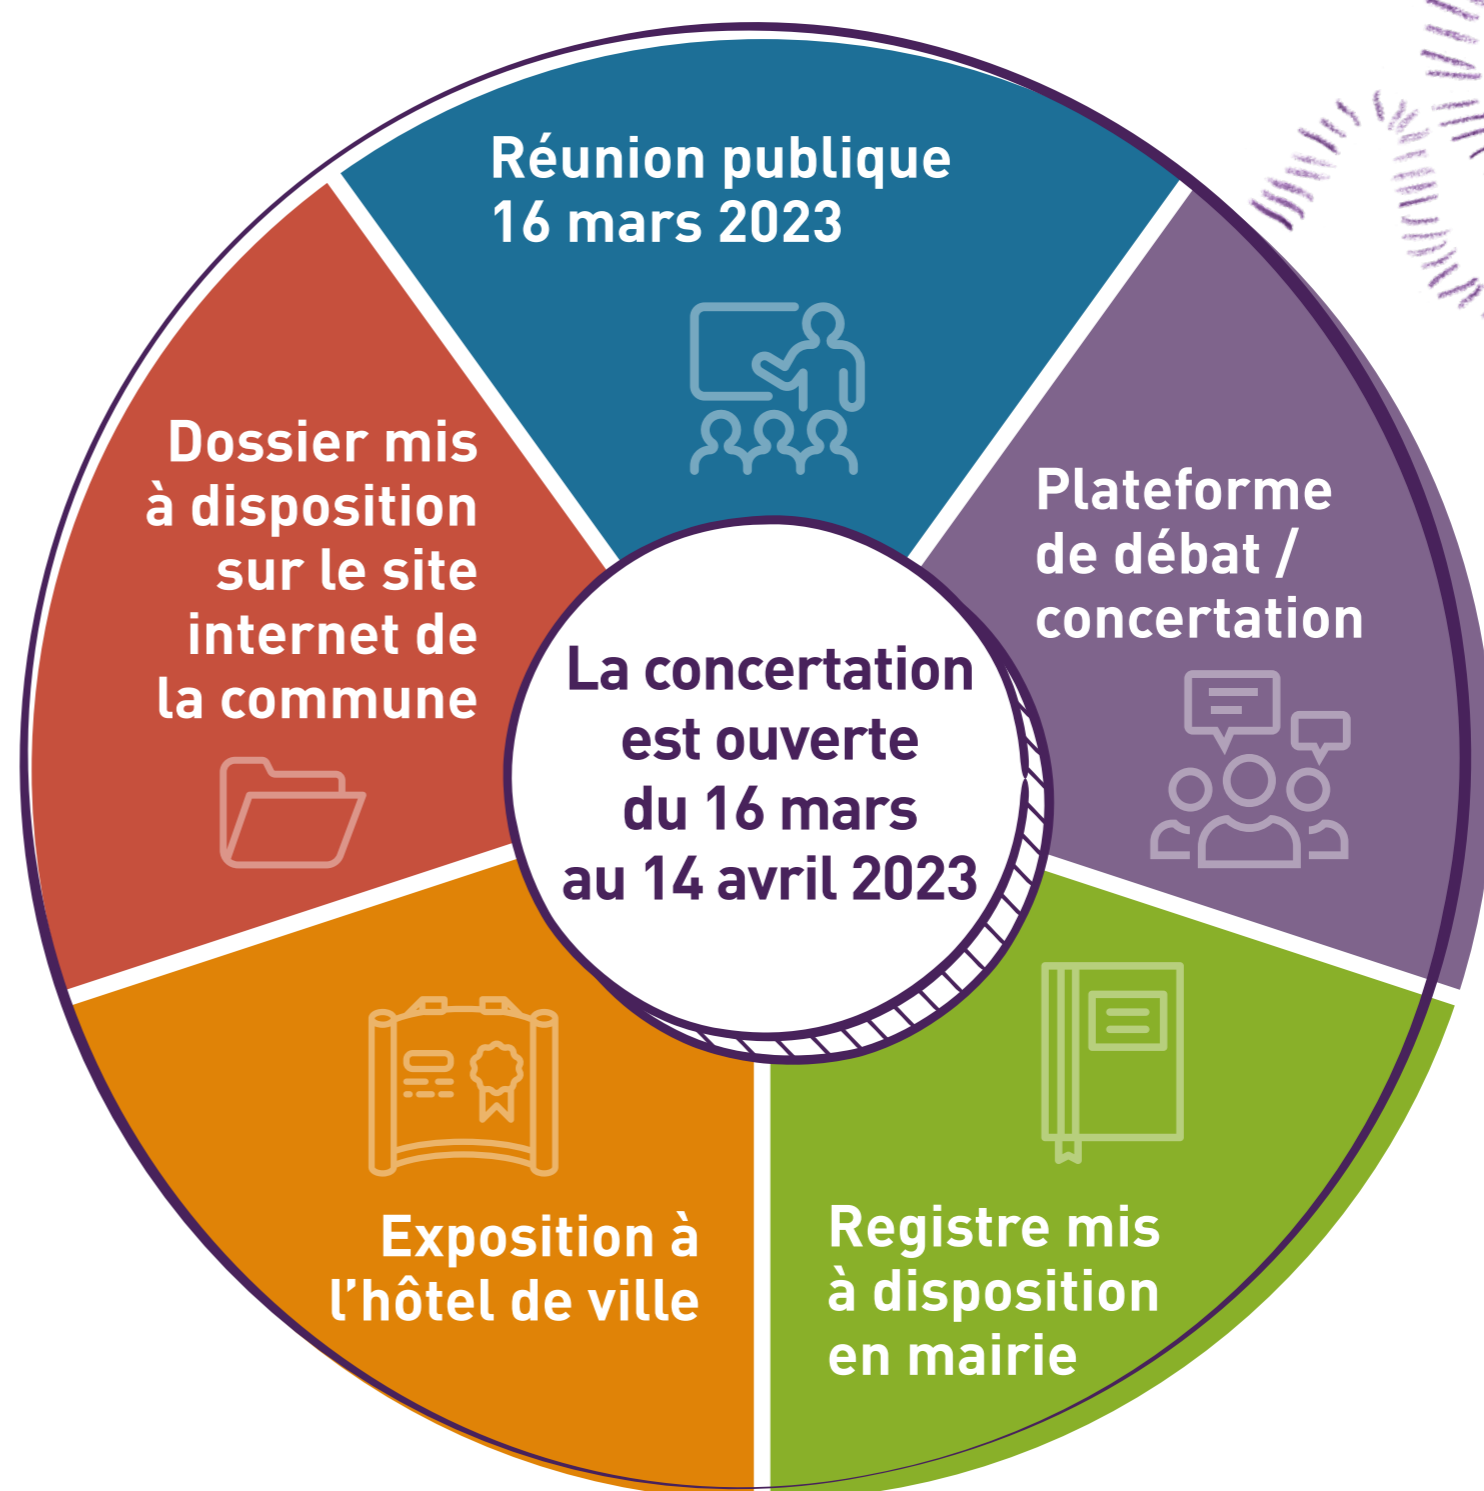 Réunion publique
16 mars 2023
Plateforme
de débat /
concertation
Registre mis
à disposition
en mairie
Exposition à
l'hôtel de ville
Dossier mis
à disposition
sur le site
internet de
la commune
La concertation
est ouverte
du 16 mars
au 14 avril 2023